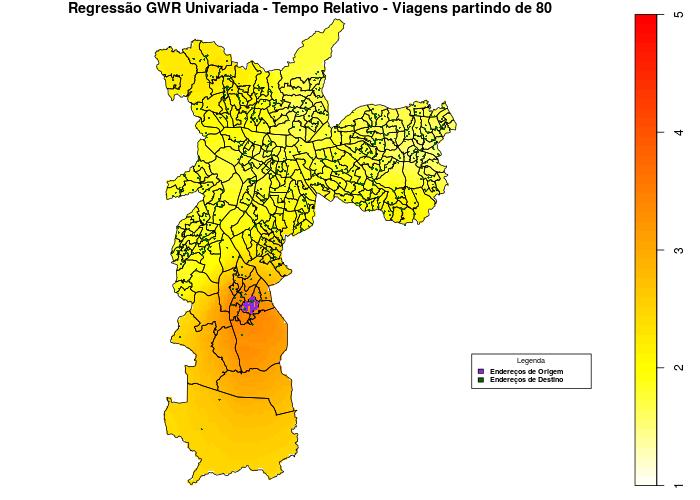 Regressão GWR Univariada - Tempo Relativo - Viagens partindo de 80
5
4
3
2
1
Legenda
Endereços de Origem
Endereços de Destino